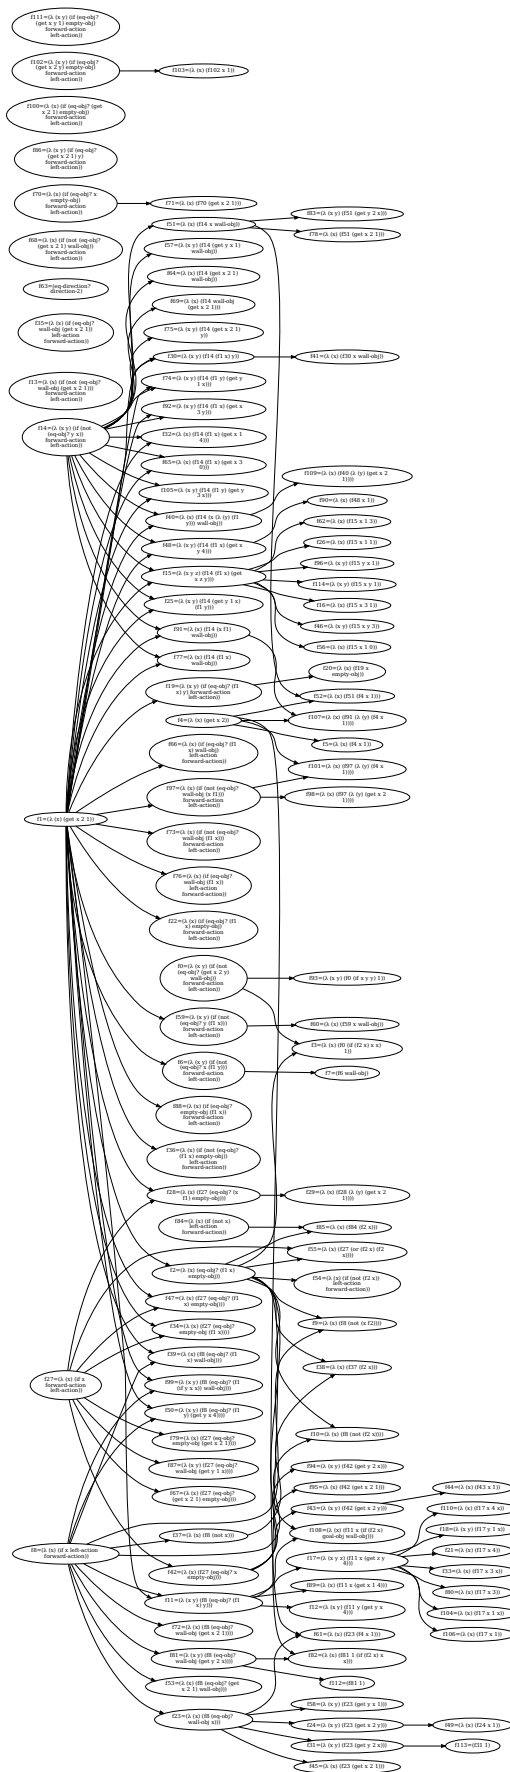 f111=(λ (x y) (if (eq-obj?
(get x y 1) empty-obj)
forward-action
left-action))
f102=(λ (x y) (if (eq-obj?
(get x 2 y) empty-obj)
forward-action
left-action))
f103=(λ (x) (f102 x 1))
f100=(λ (x) (if (eq-obj? (get
x 2 1) empty-obj)
forward-action
left-action))
f86=(λ (x y) (if (eq-obj?
(get x 2 1) y)
forward-action
left-action))
f70=(λ (x) (if (eq-obj? x
empty-obj)
forward-action
left-action))
f71=(λ (x) (f70 (get x 2 1)))
f83=(λ (x y) (f51 (get y 2 x)))
f51=(λ (x) (f14 x wall-obj))
f78=(λ (x) (f51 (get x 2 1)))
f68=(λ (x) (if (not (eq-obj?
(get x 2 1) wall-obj))
forward-action
left-action))
f57=(λ (x y) (f14 (get y x 1)
wall-obj))
f64=(λ (x) (f14 (get x 2 1)
wall-obj))
f63=(eq-direction?
direction-2)
f69=(λ (x) (f14 wall-obj
(get x 2 1)))
f35=(λ (x) (if (eq-obj?
wall-obj (get x 2 1))
left-action
forward-action))
f75=(λ (x y) (f14 (get x 2 1)
y))
f30=(λ (x y) (f14 (f1 x) y))
f41=(λ (x) (f30 x wall-obj))
f13=(λ (x) (if (not (eq-obj?
wall-obj (get x 2 1)))
forward-action
left-action))
f74=(λ (x y) (f14 (f1 y) (get y
1 x)))
f92=(λ (x y) (f14 (f1 x) (get x
3 y)))
f14=(λ (x y) (if (not
(eq-obj? y x))
forward-action
left-action))
f32=(λ (x) (f14 (f1 x) (get x 1
4)))
f65=(λ (x) (f14 (f1 x) (get x 3
0)))
f109=(λ (x) (f40 (λ (y) (get x 2
1))))
f105=(λ (x y) (f14 (f1 y) (get y
3 x)))
f90=(λ (x) (f48 x 1))
f40=(λ (x) (f14 (x (λ (y) (f1
y))) wall-obj))
f62=(λ (x) (f15 x 1 3))
f48=(λ (x y) (f14 (f1 x) (get x
y 4)))
f26=(λ (x) (f15 x 1 1))
f96=(λ (x y) (f15 y x 1))
f15=(λ (x y z) (f14 (f1 x) (get
x z y)))
f114=(λ (x y) (f15 x y 1))
f16=(λ (x) (f15 x 3 1))
f25=(λ (x y) (f14 (get y 1 x)
(f1 y)))
f46=(λ (x y) (f15 x y 3))
f91=(λ (x) (f14 (x f1)
wall-obj))
f56=(λ (x) (f15 x 1 0))
f77=(λ (x) (f14 (f1 x)
wall-obj))
f20=(λ (x) (f19 x
empty-obj))
f19=(λ (x y) (if (eq-obj? (f1
x) y) forward-action
left-action))
f52=(λ (x) (f51 (f4 x 1)))
f4=(λ (x) (get x 2))
f107=(λ (x) (f91 (λ (y) (f4 x
1))))
f5=(λ (x) (f4 x 1))
f66=(λ (x) (if (eq-obj? (f1
x) wall-obj)
left-action
forward-action))
f101=(λ (x) (f97 (λ (y) (f4 x
1))))
f97=(λ (x) (if (not (eq-obj?
wall-obj (x f1)))
forward-action
left-action))
f98=(λ (x) (f97 (λ (y) (get x 2
1))))
f1=(λ (x) (get x 2 1))
f73=(λ (x) (if (not (eq-obj?
wall-obj (f1 x)))
forward-action
left-action))
f76=(λ (x) (if (eq-obj?
wall-obj (f1 x))
left-action
forward-action))
f22=(λ (x) (if (eq-obj? (f1
x) empty-obj)
forward-action
left-action))
f0=(λ (x y) (if (not
(eq-obj? (get x 2 y)
wall-obj))
forward-action
left-action))
f93=(λ (x y) (f0 (if x y y) 1))
f59=(λ (x y) (if (not
(eq-obj? y (f1 x)))
forward-action
left-action))
f60=(λ (x) (f59 x wall-obj))
f3=(λ (x) (f0 (if (f2 x) x x)
1))
f6=(λ (x y) (if (not
(eq-obj? x (f1 y)))
forward-action
left-action))
f7=(f6 wall-obj)
f88=(λ (x) (if (eq-obj?
empty-obj (f1 x))
forward-action
left-action))
f36=(λ (x) (if (not (eq-obj?
(f1 x) empty-obj))
left-action
forward-action))
f28=(λ (x) (f27 (eq-obj? (x
f1) empty-obj)))
f29=(λ (x) (f28 (λ (y) (get x 2
1))))
f84=(λ (x) (if (not x)
left-action
forward-action))
f85=(λ (x) (f84 (f2 x)))
f55=(λ (x) (f27 (or (f2 x) (f2
x))))
f2=(λ (x) (eq-obj? (f1 x)
empty-obj))
f54=(λ (x) (if (not (f2 x))
left-action
forward-action))
f47=(λ (x) (f27 (eq-obj? (f1
x) empty-obj)))
f34=(λ (x) (f27 (eq-obj?
empty-obj (f1 x))))
f9=(λ (x) (f8 (not (x f2))))
f39=(λ (x) (f8 (eq-obj? (f1
x) wall-obj)))
f38=(λ (x) (f37 (f2 x)))
f27=(λ (x) (if x
forward-action
left-action))
f99=(λ (x y) (f8 (eq-obj? (f1
(if y x x)) wall-obj)))
f50=(λ (x y) (f8 (eq-obj? (f1
y) (get y x 4))))
f79=(λ (x) (f27 (eq-obj?
empty-obj (get x 2 1))))
f10=(λ (x) (f8 (not (f2 x))))
f87=(λ (x y) (f27 (eq-obj?
wall-obj (get y 1 x))))
f94=(λ (x y) (f42 (get y 2 x)))
f67=(λ (x) (f27 (eq-obj?
(get x 2 1) empty-obj)))
f95=(λ (x) (f42 (get x 2 1)))
f44=(λ (x) (f43 x 1))
f43=(λ (x y) (f42 (get x 2 y)))
f110=(λ (x) (f17 x 4 x))
f37=(λ (x) (f8 (not x)))
f108=(λ (x) (f11 x (if (f2 x)
goal-obj wall-obj)))
f18=(λ (x y) (f17 y 1 x))
f8=(λ (x) (if x left-action
forward-action))
f21=(λ (x) (f17 x 4))
f17=(λ (x y z) (f11 x (get z y
4)))
f42=(λ (x) (f27 (eq-obj? x
empty-obj)))
f33=(λ (x) (f17 x 3 x))
f89=(λ (x) (f11 x (get x 1 4)))
f80=(λ (x) (f17 x 3))
f11=(λ (x y) (f8 (eq-obj? (f1
x) y)))
f12=(λ (x y) (f11 y (get y x
4)))
f104=(λ (x) (f17 x 1 x))
f72=(λ (x) (f8 (eq-obj?
wall-obj (get x 2 1))))
f61=(λ (x) (f23 (f4 x 1)))
f106=(λ (x) (f17 x 1))
f81=(λ (x y) (f8 (eq-obj?
wall-obj (get y 2 x))))
f82=(λ (x) (f81 1 (if (f2 x) x
x)))
f53=(λ (x) (f8 (eq-obj? (get
x 2 1) wall-obj)))
f112=(f81 1)
f58=(λ (x y) (f23 (get y x 1)))
f23=(λ (x) (f8 (eq-obj?
wall-obj x)))
f24=(λ (x y) (f23 (get x 2 y)))
f49=(λ (x) (f24 x 1))
f31=(λ (x y) (f23 (get y 2 x)))
f113=(f31 1)
f45=(λ (x) (f23 (get x 2 1)))